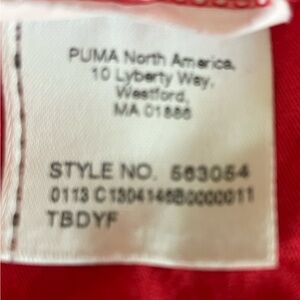 PUMA North America,
10 Lyberty Way,
Westford,
MA 01886
STYLE NO. 563054
0113 C1304146B0000011
TBDYF